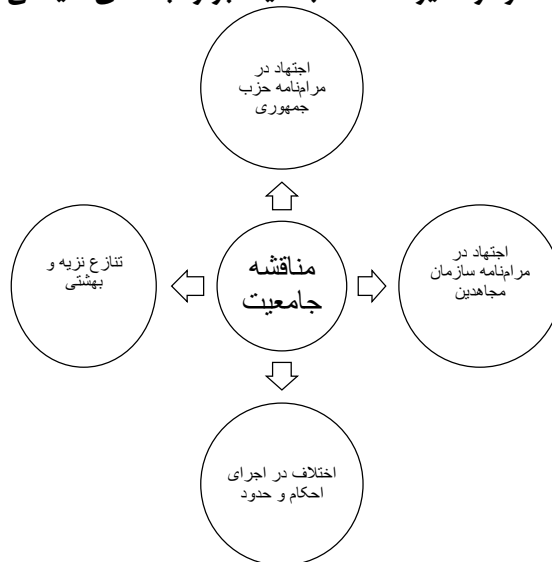 اجتهاد در
مرامنامه حزب
جمهوری
تنازع نزیه و
بهشتی
مناقشه
جامعیت
اجتهاد در
مرامنامه سازمان
مجاهدین
اختلاف در اجرای
احکام و حدود